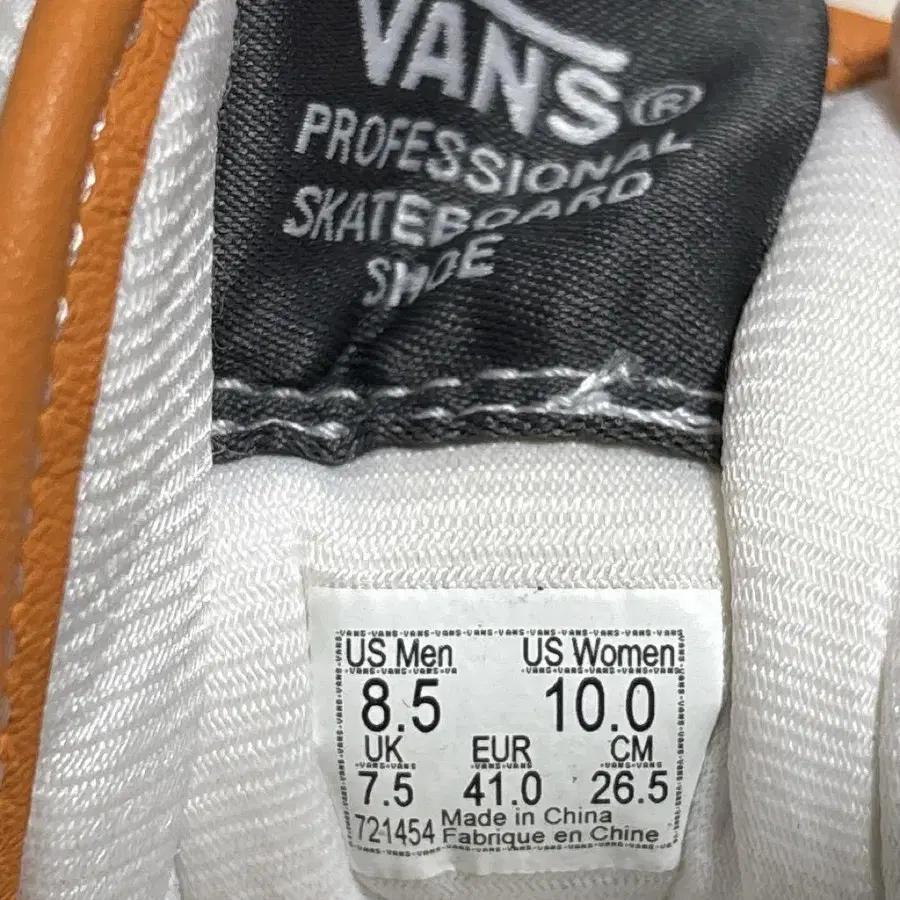 VANS®
PROFESSIONAL
SKATEBOARD
SHOE
US Men US Women
8.5 10.0
UK EUR CM
7.5 41.0 26.5
721454 Made in China
Fabrique en Chine